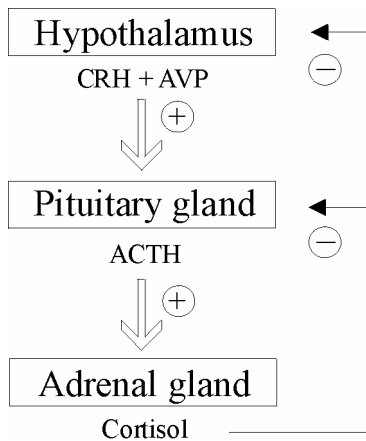 Hypothalamus
−
CRH + AVP
+
Pituitary gland
−
ACTH
+
Adrenal gland
Cortisol